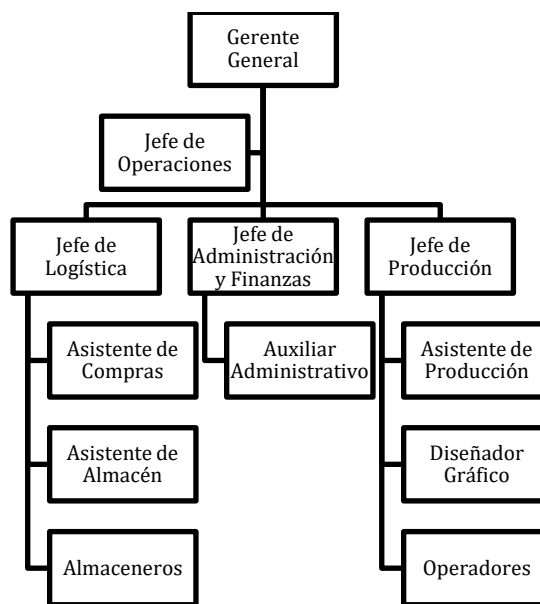 Gerente
General
Jefe de
Operaciones
Jefe de
Logística
Jefe de
Administración
y Finanzas
Jefe de
Producción
Asistente de
Compras
Auxiliar
Administrativo
Asistente de
Producción
Asistente de
Almacén
Diseñador
Gráfico
Almaceneros
Operadores